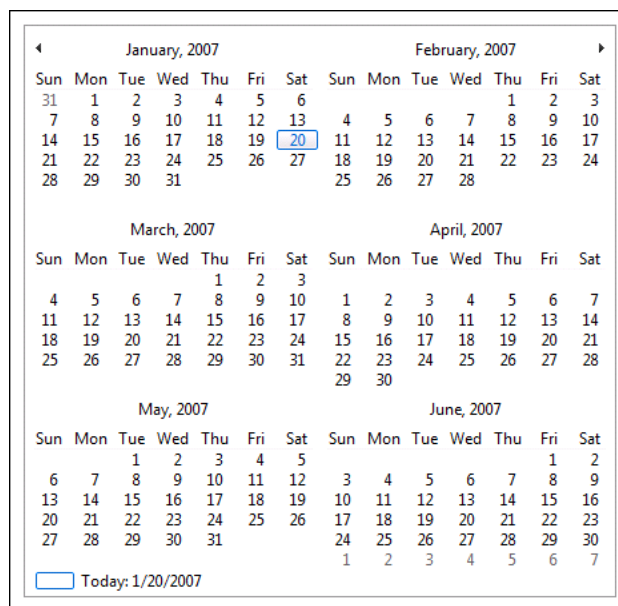 January, 2007
Sun Mon Tue Wed Thu Fri Sat
31 1 2 3 4 5 6
7 8 9 10 11 12 13
14 15 16 17 18 19 20
21 22 23 24 25 26 27
28 29 30 31
February, 2007
Sun Mon Tue Wed Thu Fri Sat
1 2 3
4 5 6 7 8 9 10
11 12 13 14 15 16 17
18 19 20 21 22 23 24
25 26 27 28
March, 2007
Sun Mon Tue Wed Thu Fri Sat
1 2 3
4 5 6 7 8 9 10
11 12 13 14 15 16 17
18 19 20 21 22 23 24
25 26 27 28 29 30 31
April, 2007
Sun Mon Tue Wed Thu Fri Sat
1 2 3 4 5 6 7
8 9 10 11 12 13 14
15 16 17 18 19 20 21
22 23 24 25 26 27 28
29 30
May, 2007
Sun Mon Tue Wed Thu Fri Sat
1 2 3 4 5
6 7 8 9 10 11 12
13 14 15 16 17 18 19
20 21 22 23 24 25 26
27 28 29 30 31
June, 2007
Sun Mon Tue Wed Thu Fri Sat
1 2
3 4 5 6 7 8 9
10 11 12 13 14 15 16
17 18 19 20 21 22 23
24 25 26 27 28 29 30
1 2 3 4 5 6 7
Today: 1/20/2007